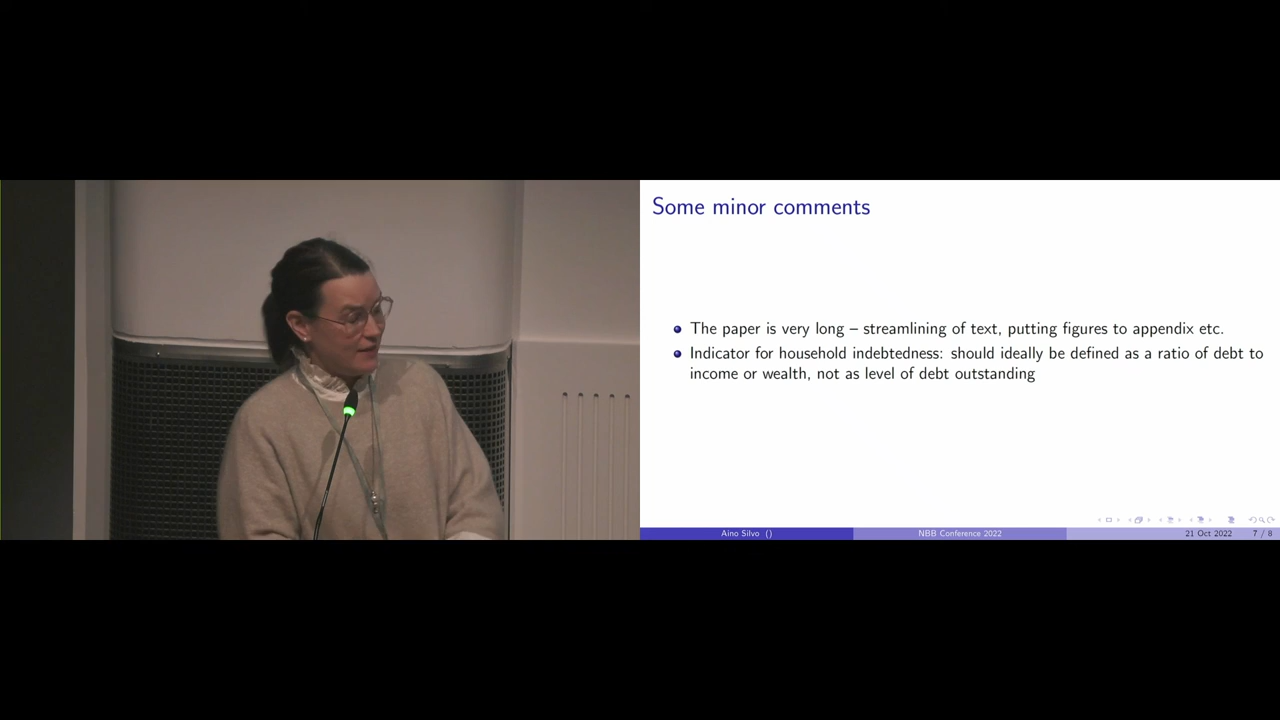 Some minor comments
The paper is very long – streamlining of text, putting figures to appendix etc.
Indicator for household indebtedness: should ideally be defined as a ratio of debt to
income or wealth, not as level of debt outstanding
Aino Silvo () NBB Conference 2022 21 Oct 2022 7 / 8